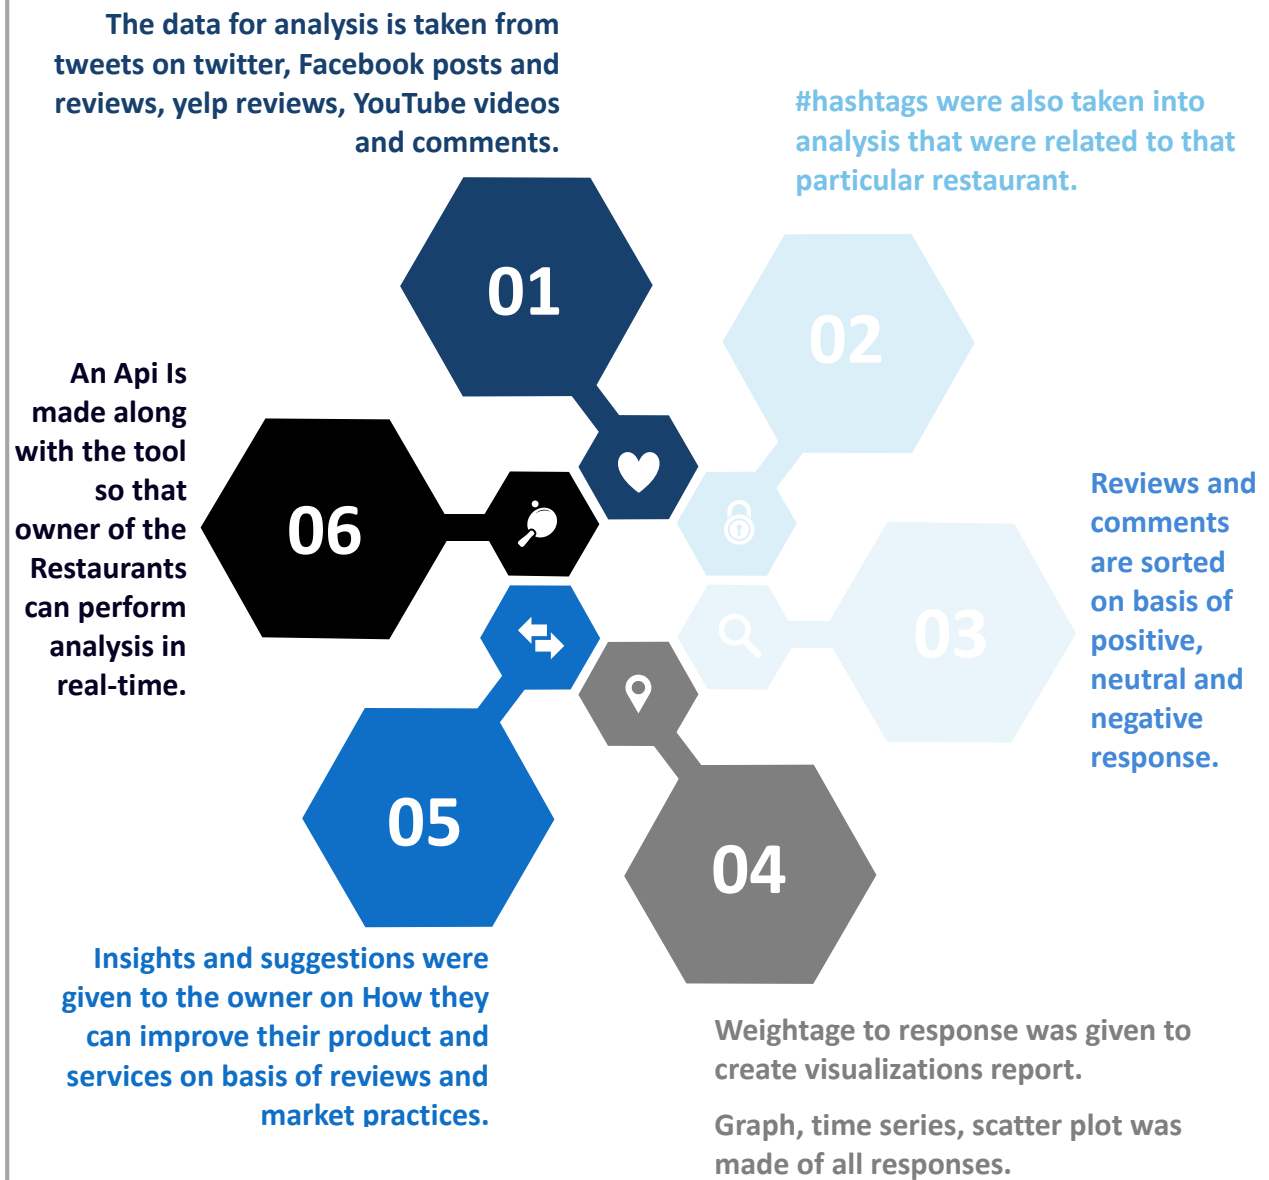 The data for analysis is taken from
tweets on twitter, Facebook posts and
reviews, yelp reviews, YouTube videos
and comments.
01
#hashtags were also taken into
analysis that were related to that
particular restaurant.
02
Reviews and
comments
are sorted
on basis of
positive,
neutral and
negative
response.
03
04
Weightage to response was given to
create visualizations report.
Graph, time series, scatter plot was
made of all responses.
05
Insights and suggestions were
given to the owner on How they
can improve their product and
services on basis of reviews and
market practices.
06
An Api Is
made along
with the tool
so that
owner of the
Restaurants
can perform
analysis in
real-time.